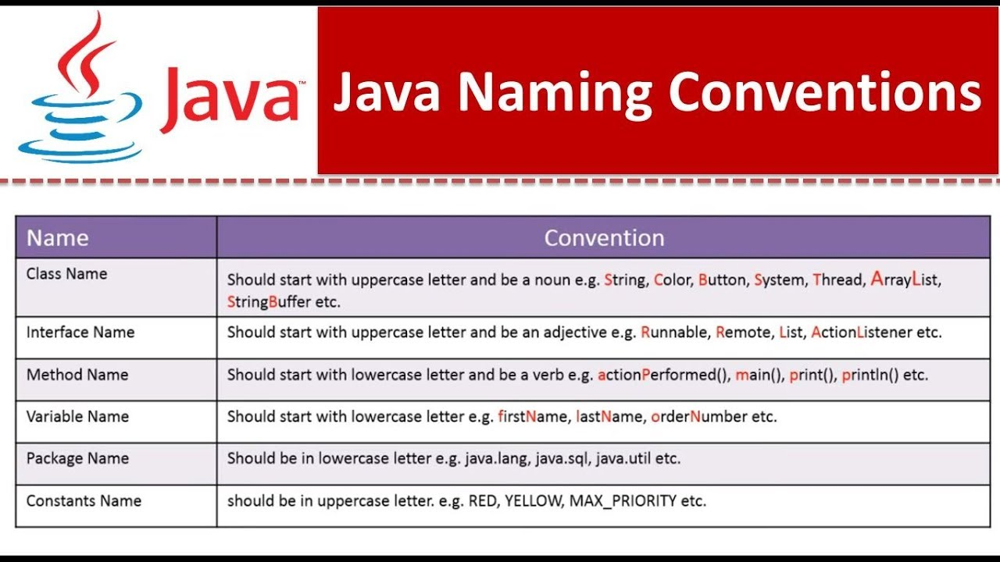 Java™
Java Naming Conventions
Name
Convention
Class Name
Should start with uppercase letter and be a noun e.g. String, Color, Button, System, Thread, ArrayList,
StringBuffer etc.
Interface Name
Should start with uppercase letter and be an adjective e.g. Runnable, Remote, List, ActionListener etc.
Method Name
Should start with lowercase letter and be a verb e.g. actionPerformed(), main(), print(), println() etc.
Variable Name
Should start with lowercase letter e.g. firstName, lastName, orderNumber etc.
Package Name
Should be in lowercase letter e.g. java.lang, java.sql, java.util etc.
Constants Name
should be in uppercase letter. e.g. RED, YELLOW, MAX_PRIORITY etc.